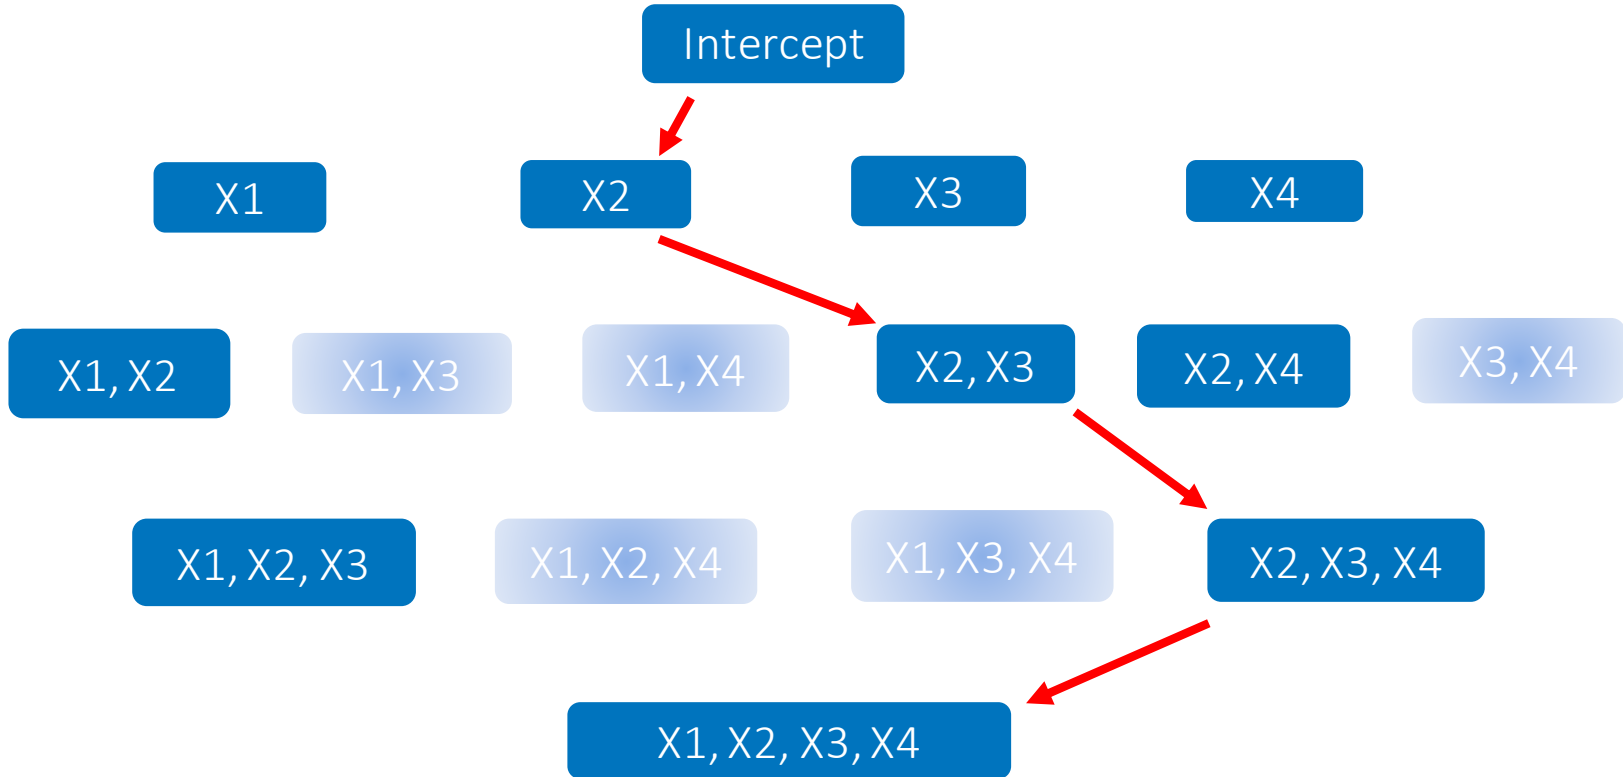 Intercept
X1
X2
X3
X4
X1, X2
X1, X3
X1, X4
X2, X3
X2, X4
X3, X4
X1, X2, X3
X1, X2, X4
X1, X3, X4
X2, X3, X4
X1, X2, X3, X4